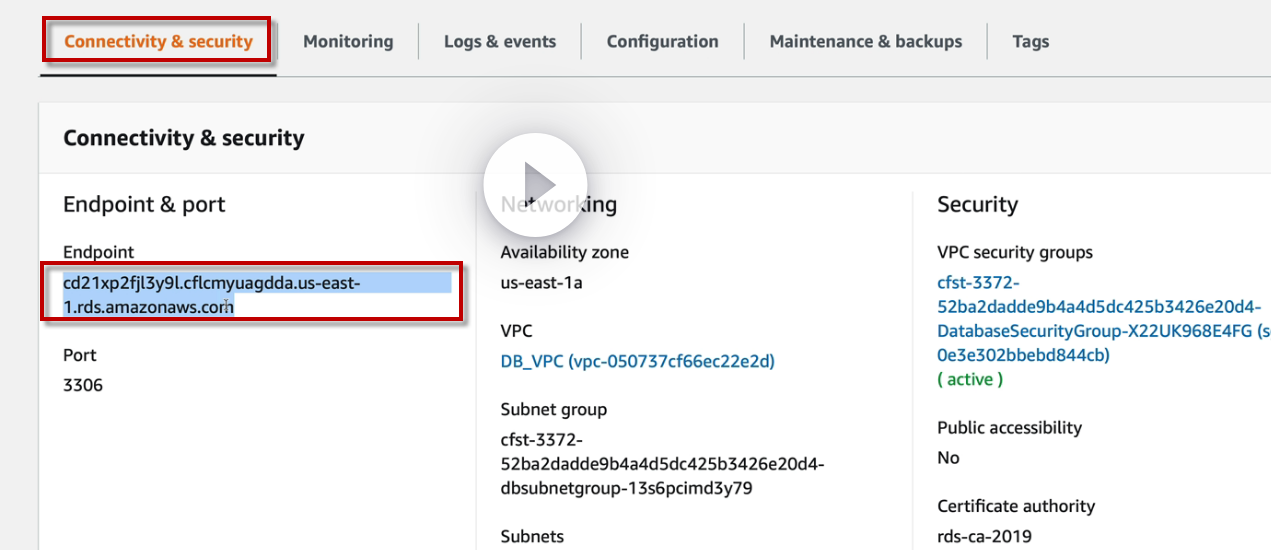 Connectivity & security
Monitoring
Logs & events
Configuration
Maintenance & backups
Tags
Connectivity & security
Endpoint & port
Endpoint
cd21xp2fjl3y9l.cflcmyuagdda.us-east-
1.rds.amazonaws.com
Port
3306
Networking
Availability zone
us-east-1a
VPC
DB_VPC (vpc-050737cf66ec22e2d)
Subnet group
cfst-3372-
52ba2dadde9b4a4d5dc425b3426e20d4-
dbsubnetgroup-13s6pcimd3y79
Subnets
Security
VPC security groups
cfst-3372-
52ba2dadde9b4a4d5dc425b3426e20d4-
DatabaseSecurityGroup-X22UK968E4FG (s
0e3e302bbebd844cb)
( active )
Public accessibility
No
Certificate authority
rds-ca-2019